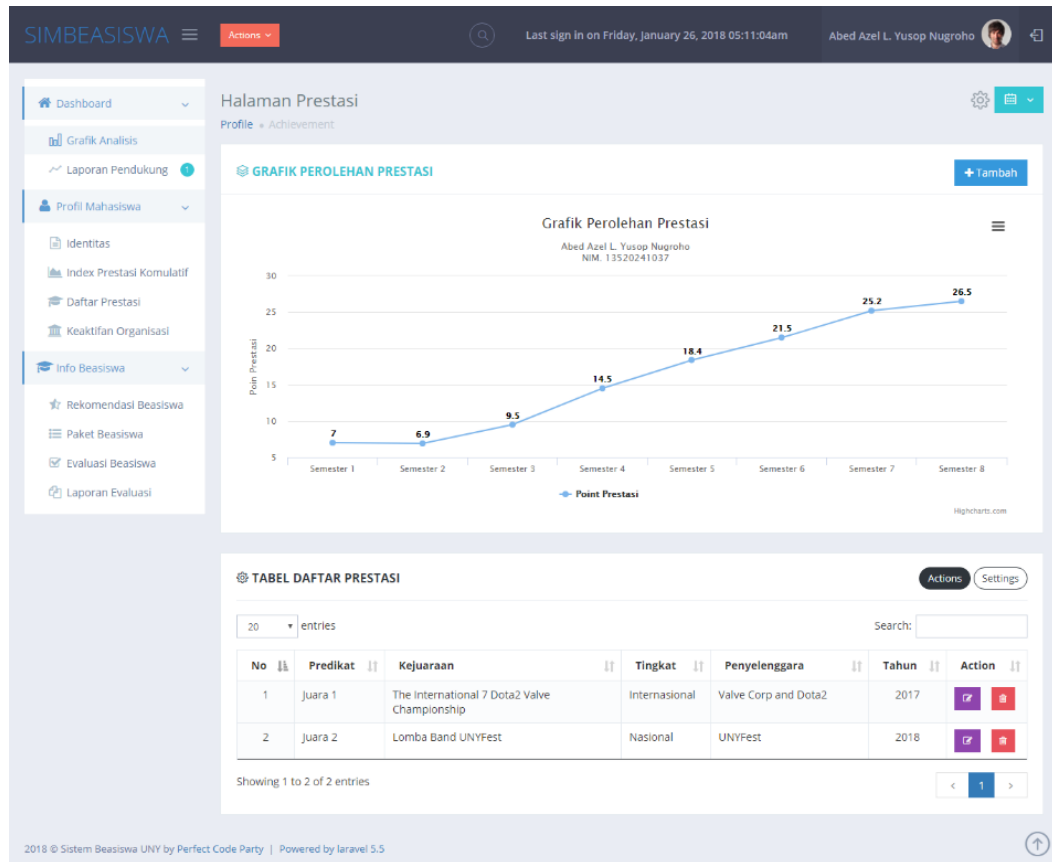 SIMBEASISWA
Actions
Last sign in on Friday, January 26, 2018 05:11:04am
Abed Azel L. Yusop Nugroho
Dashboard
Grafik Analisis
Laporan Pendukung 1
Profil Mahasiswa
Identitas
Index Prestasi Komulatif
Daftar Prestasi
Keaktifan Organisasi
Info Beasiswa
Rekomendasi Beasiswa
Paket Beasiswa
Evaluasi Beasiswa
Laporan Evaluasi
Halaman Prestasi
Profile Achievement
GRAFIK PEROLEHAN PRESTASI
+ Tambah
Grafik Perolehan Prestasi
Abed Azel L. Yusop Nugroho
NIM. 13520241037
Poin Prestasi
30
25
20
15
10
5
7
6.9
9.5
14.5
18.4
21.5
25.2
26.5
Semester 1 Semester 2 Semester 3 Semester 4 Semester 5 Semester 6 Semester 7 Semester 8
Point Prestasi
Highcharts.com
TABEL DAFTAR PRESTASI
Actions Settings
20 entries
Search:
No Predikat Kejuaraan Tingkat Penyelenggara Tahun Action
1 Juara 1 The International 7 Dota2 Valve Internasional Valve Corp and Dota2 2017
Championship
2 Juara 2 Lomba Band UNYFest Nasional UNYFest 2018
Showing 1 to 2 of 2 entries
< 1 >
2018 © Sistem Beasiswa UNY by Perfect Code Party | Powered by laravel 5.5